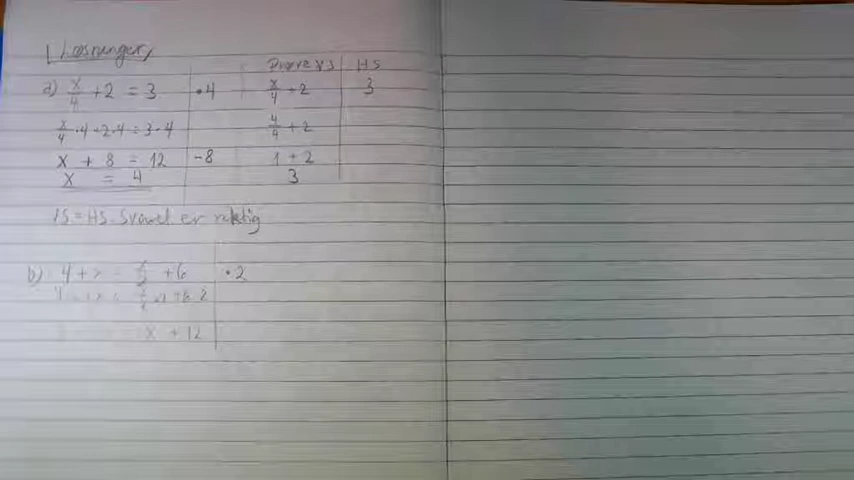 Løsninger
Prøve VS HS
a) x/4 + 2 = 3 | •4 x/4 + 2 3
x/4 • 4 + 2 • 4 = 3 • 4 4/4 + 2
x + 8 = 12 | -8 1 + 2
x = 4 3
VS = HS. Svaret er riktig
b) 4 + x = x/2 + 6 | •2
x + 12